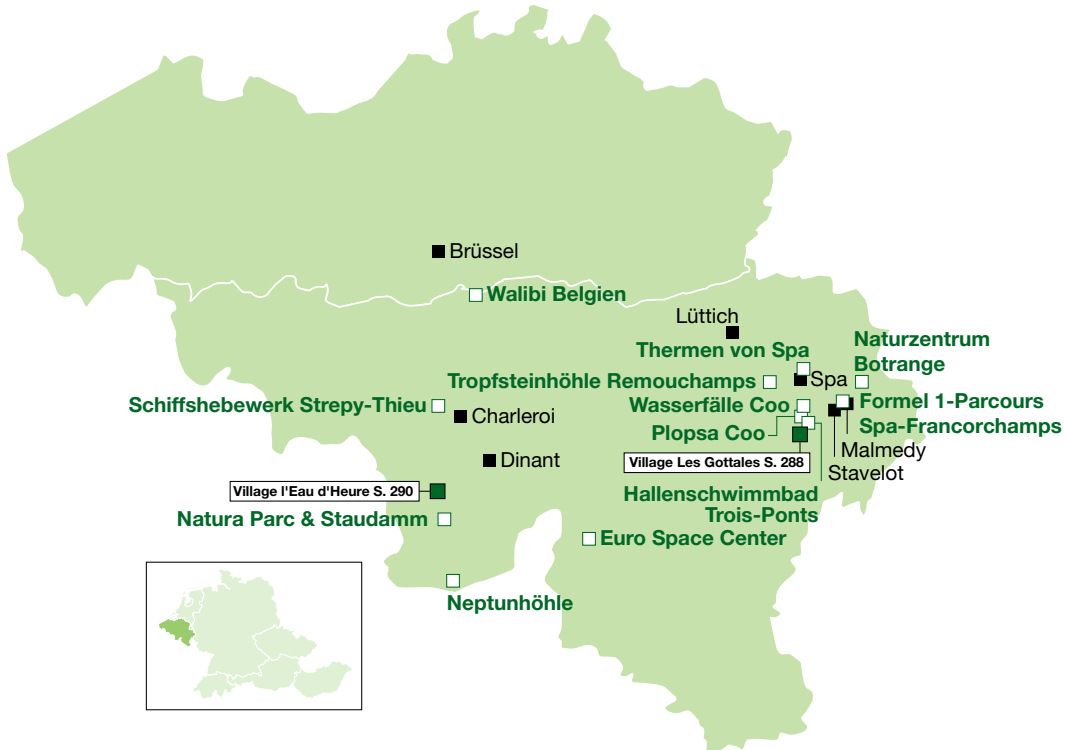 Brüssel
Walibi Belgien
Lüttich
Thermen von Spa
Naturzentrum
Botrange
Tropfsteinhöhle Remouchamps
Spa
Schiffshebewerk Strepy-Thieu
Charleroi
Wasserfälle Coo
Formel 1-Parcours
Spa-Francorchamps
Plopsa Coo
Malmedy
Stavelot
Dinant
Village Les Gottales S. 288
Village l'Eau d'Heure S. 290
Hallenschwimmbad
Trois-Ponts
Natura Parc & Staudamm
Euro Space Center
Neptunhöhle